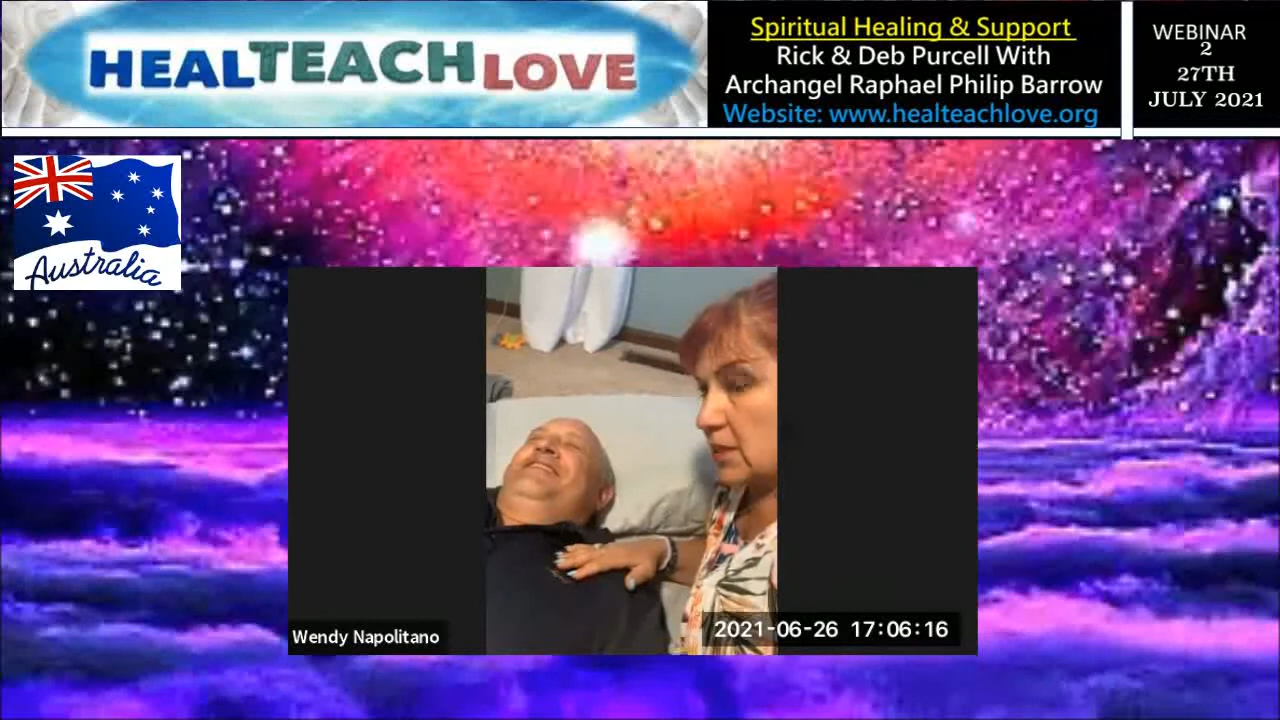 HEALTEACHLOVE
Spiritual Healing & Support
Rick & Deb Purcell With
Archangel Raphael Philip Barrow
Website: www.healteachlove.org
WEBINAR
2
27TH
JULY 2021
Australia
Wendy Napolitano
2021-06-26 17:06:16